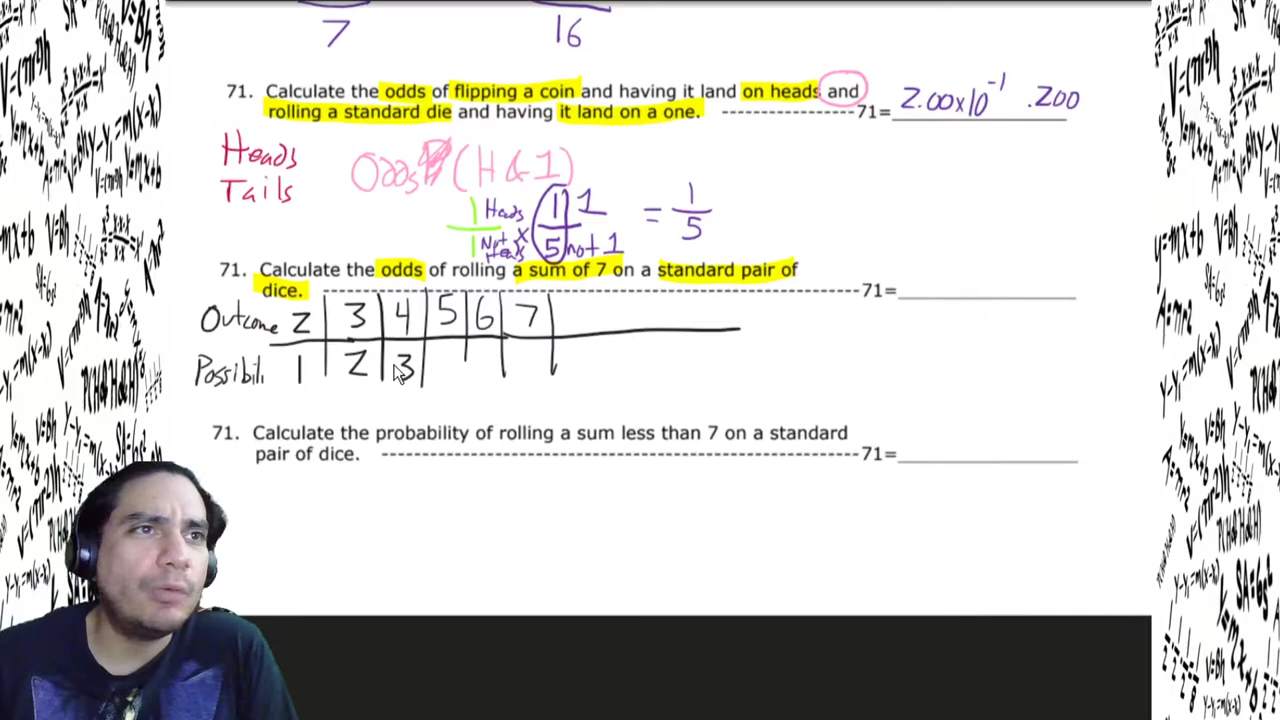 7 16
71. Calculate the odds of flipping a coin and having it land on heads and
rolling a standard die and having it land on a one. ----------------71=
2.00x10^-1 .200
Heads
Tails
Odds (H & 1)
1 Heads 1 1 = 1
1 Not Heads x 5 not 1 5
71. Calculate the odds of rolling a sum of 7 on a standard pair of
dice. ----------------------------------------------------------------71=
Outcome 2 3 4 5 6 7
Possibili 1 2 3
71. Calculate the probability of rolling a sum less than 7 on a standard
pair of dice. ----------------------------------------------------------71=